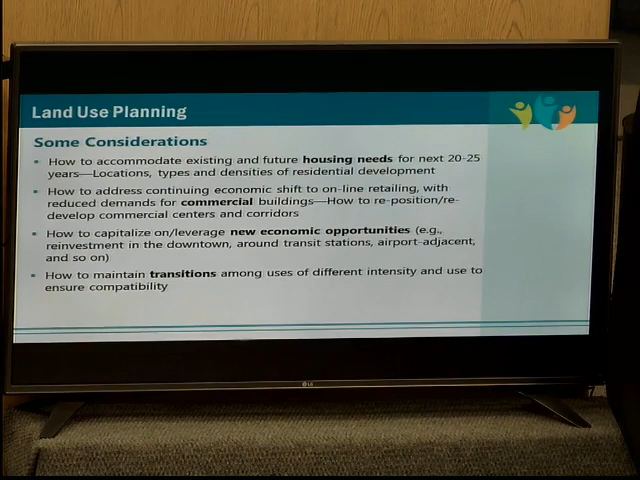 Land Use Planning
Some Considerations
▪ How to accommodate existing and future housing needs for next 20-25
years—Locations, types and densities of residential development
▪ How to address continuing economic shift to on-line retailing, with
reduced demands for commercial buildings—How to re-position/re-
develop commercial centers and corridors
▪ How to capitalize on/leverage new economic opportunities (e.g.,
reinvestment in the downtown, around transit stations, airport-adjacent,
and so on)
▪ How to maintain transitions among uses of different intensity and use to
ensure compatibility
LG